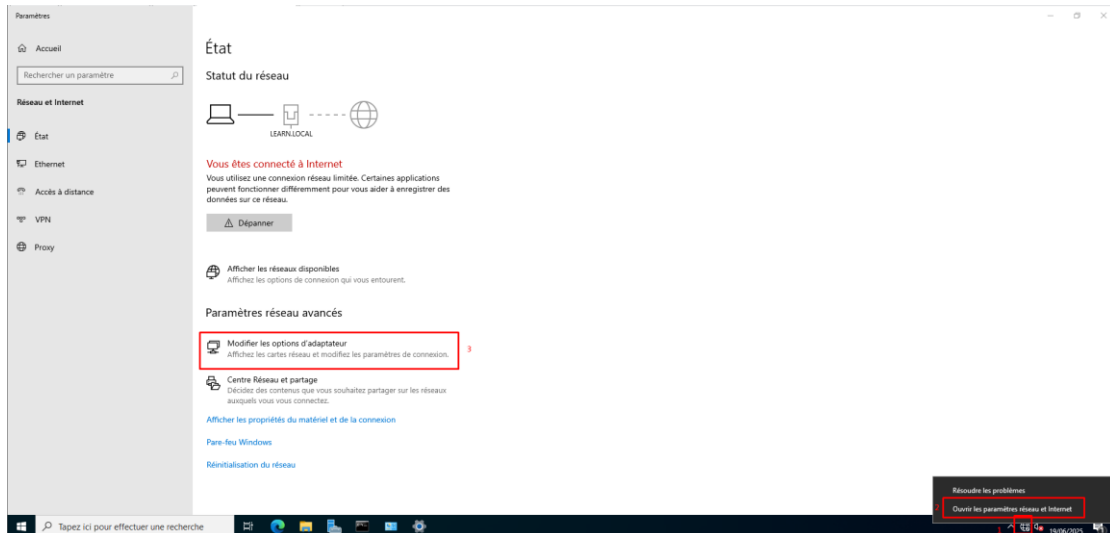 Paramètres
Accueil
Rechercher un paramètre
Réseau et Internet
État
Ethernet
Accès à distance
VPN
Proxy
État
Statut du réseau
LEARN.LOCAL
Vous êtes connecté à Internet
Vous utilisez une connexion réseau limitée. Certaines applications
peuvent fonctionner différemment pour vous aider à enregistrer des
données sur ce réseau.
Dépanner
Afficher les réseaux disponibles
Affichez les options de connexion qui vous entourent.
Paramètres réseau avancés
Modifier les options d'adaptateur
Affichez les cartes réseau et modifiez les paramètres de connexion.
3
Centre Réseau et partage
Décidez des contenus que vous souhaitez partager sur les réseaux
auxquels vous vous connectez.
Afficher les propriétés du matériel et de la connexion
Pare-feu Windows
Réinitialisation du réseau
Résoudre les problèmes
2 Ouvrir les paramètres réseau et Internet
Tapez ici pour effectuer une recherche
1
19/06/2025